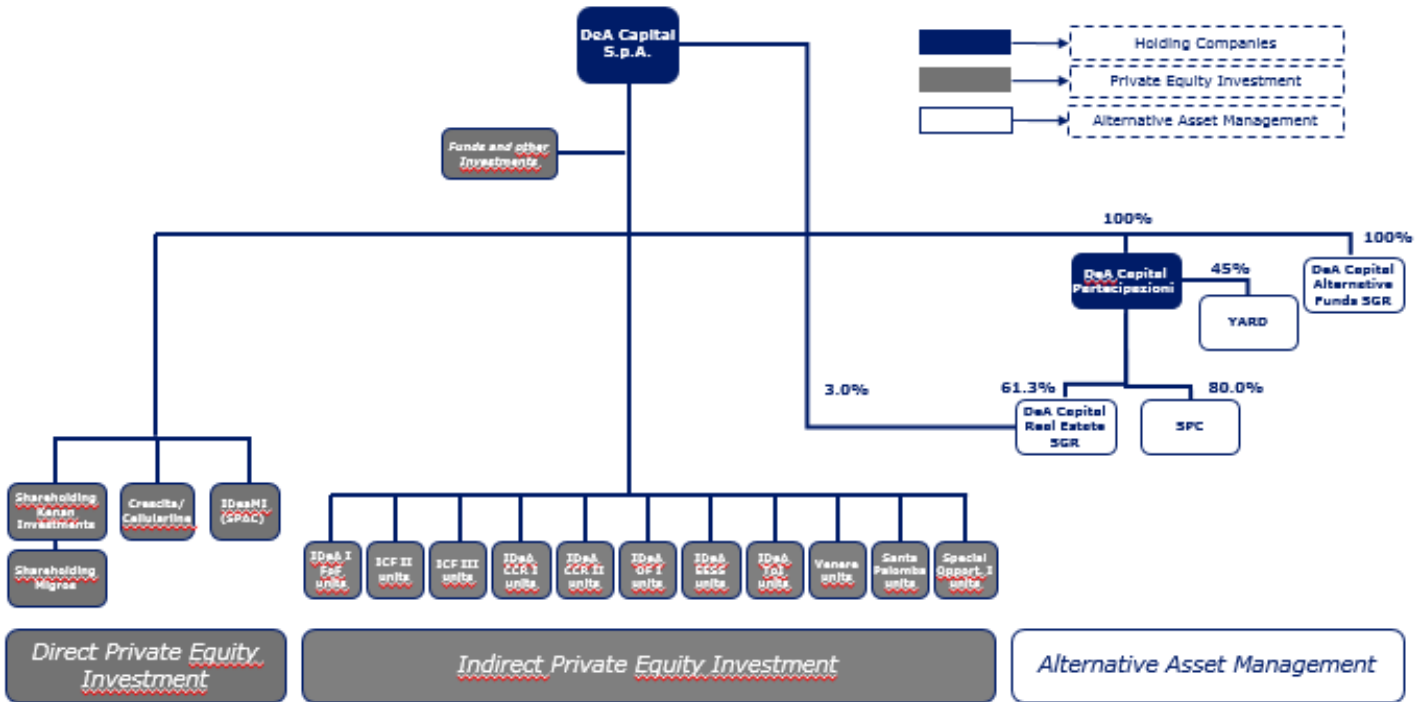 DeA Capital
S.p.A.
Holding Companies
Private Equity Investment
Alternative Asset Management
Funds and other
Investments
100%
100%
DeA Capital
Partecipazioni
45%
DeA Capital
Alternative
Funds SGR
YARD
3.0%
61.3%
80.0%
DeA Capital
Real Estate
SGR
SPC
Shareholding
Kenan
Investments
Crescita/
Cellularline
IDeaMI
(SPAC)
Shareholding
Migros
IDeA I
FoF
units
ICF II
units
ICF III
units
IDeA
CCR I
units
IDeA
CCR II
units
IDeA
OF I
units
IDeA
EESS
units
IDeA
ToI
units
Venere
units
Santa
Palomba
units
Special
Opport. I
units
Direct Private Equity
Investment
Indirect Private Equity Investment
Alternative Asset Management